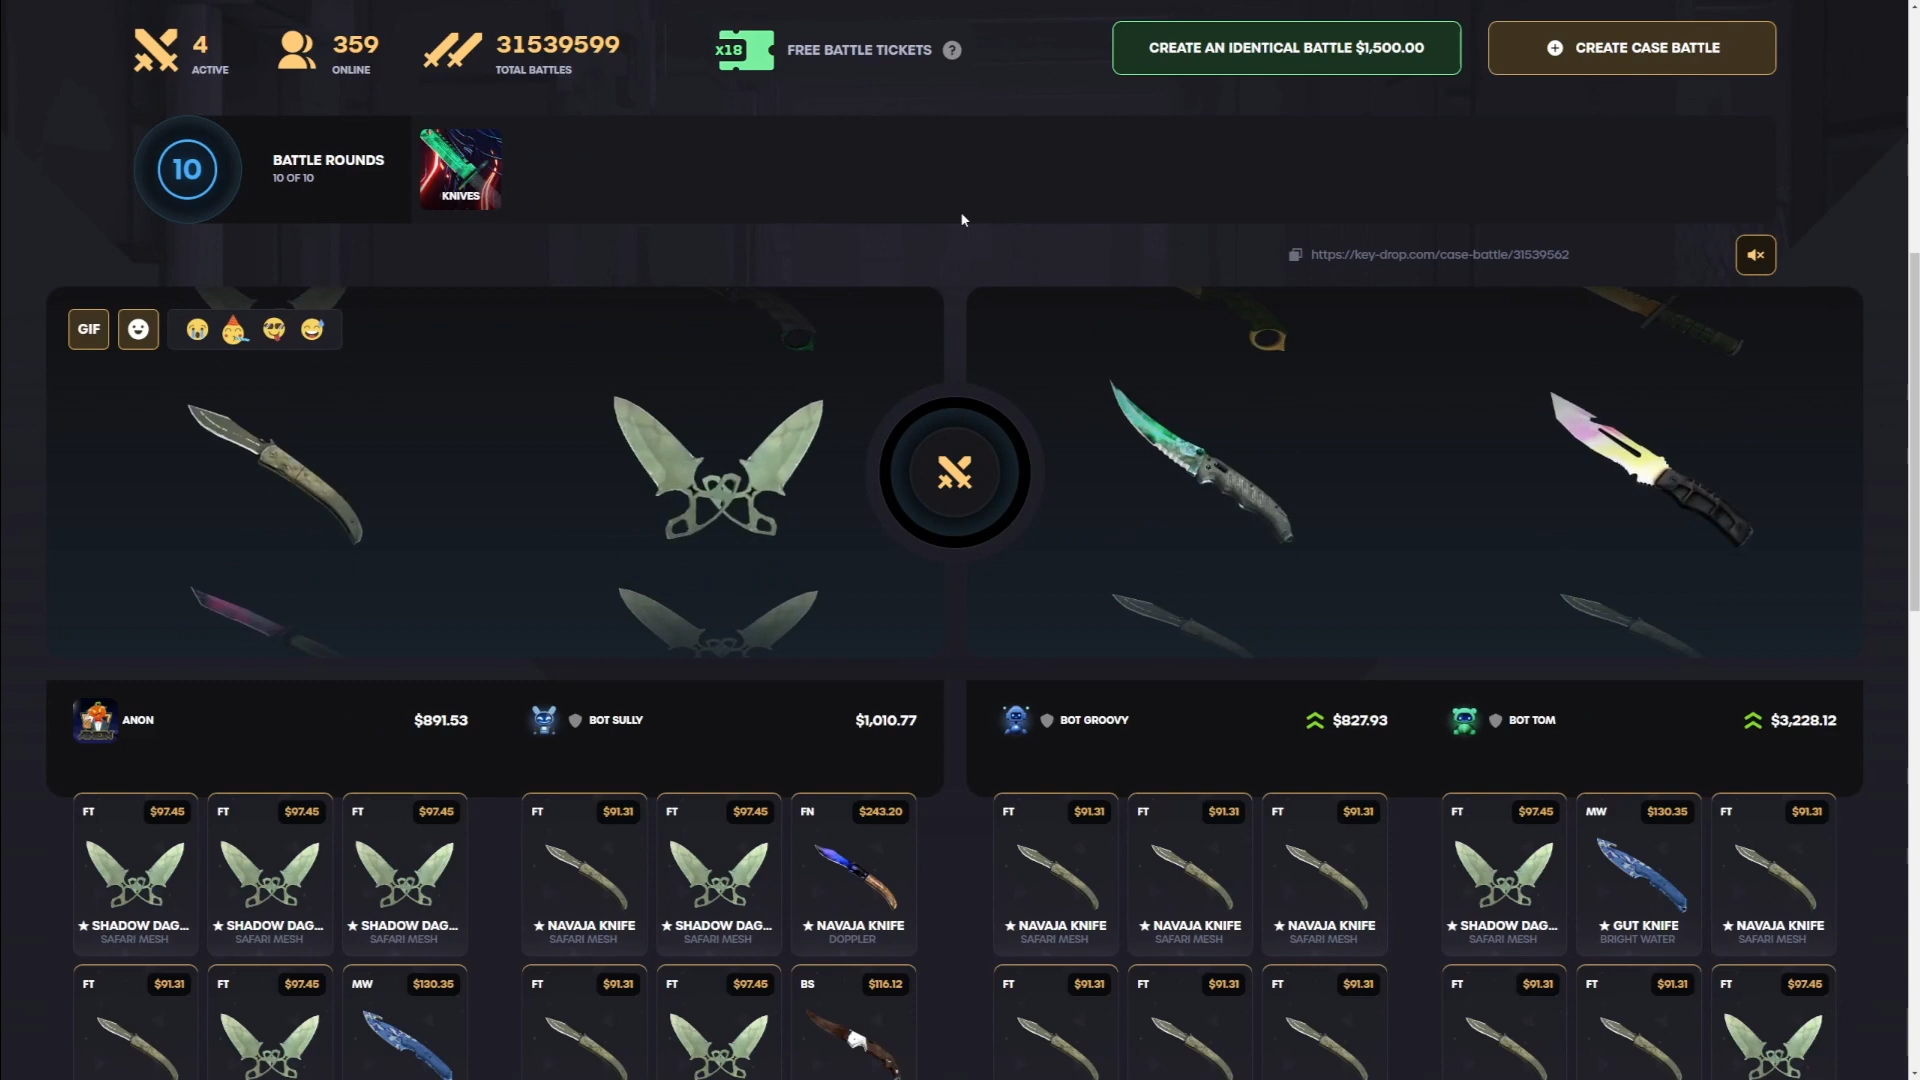 4
ACTIVE
359
ONLINE
31539599
TOTAL BATTLES
x18
FREE BATTLE TICKETS
?
CREATE AN IDENTICAL BATTLE $1,500.00
CREATE CASE BATTLE
10
BATTLE ROUNDS
10 OF 10
KNIVES
https://key-drop.com/case-battle/31539562
GIF
ANON
$891.53
BOT SULLY
$1,010.77
BOT GROOVY
$827.93
BOT TOM
$3,228.12
FT $97.45
★ SHADOW DAG...
SAFARI MESH
FT $97.45
★ SHADOW DAG...
SAFARI MESH
FT $97.45
★ SHADOW DAG...
SAFARI MESH
FT $91.31
★ NAVAJA KNIFE
SAFARI MESH
FT $97.45
★ SHADOW DAG...
SAFARI MESH
FN $243.20
★ NAVAJA KNIFE
DOPPLER
FT $91.31
★ NAVAJA KNIFE
SAFARI MESH
FT $91.31
★ NAVAJA KNIFE
SAFARI MESH
FT $91.31
★ NAVAJA KNIFE
SAFARI MESH
FT $97.45
★ SHADOW DAG...
SAFARI MESH
MW $130.35
★ GUT KNIFE
BRIGHT WATER
FT $91.31
★ NAVAJA KNIFE
SAFARI MESH
FT $91.31
FT $97.45
MW $130.35
FT $91.31
FT $97.45
BS $116.12
FT $91.31
FT $91.31
FT $91.31
FT $91.31
FT $91.31
FT $97.45